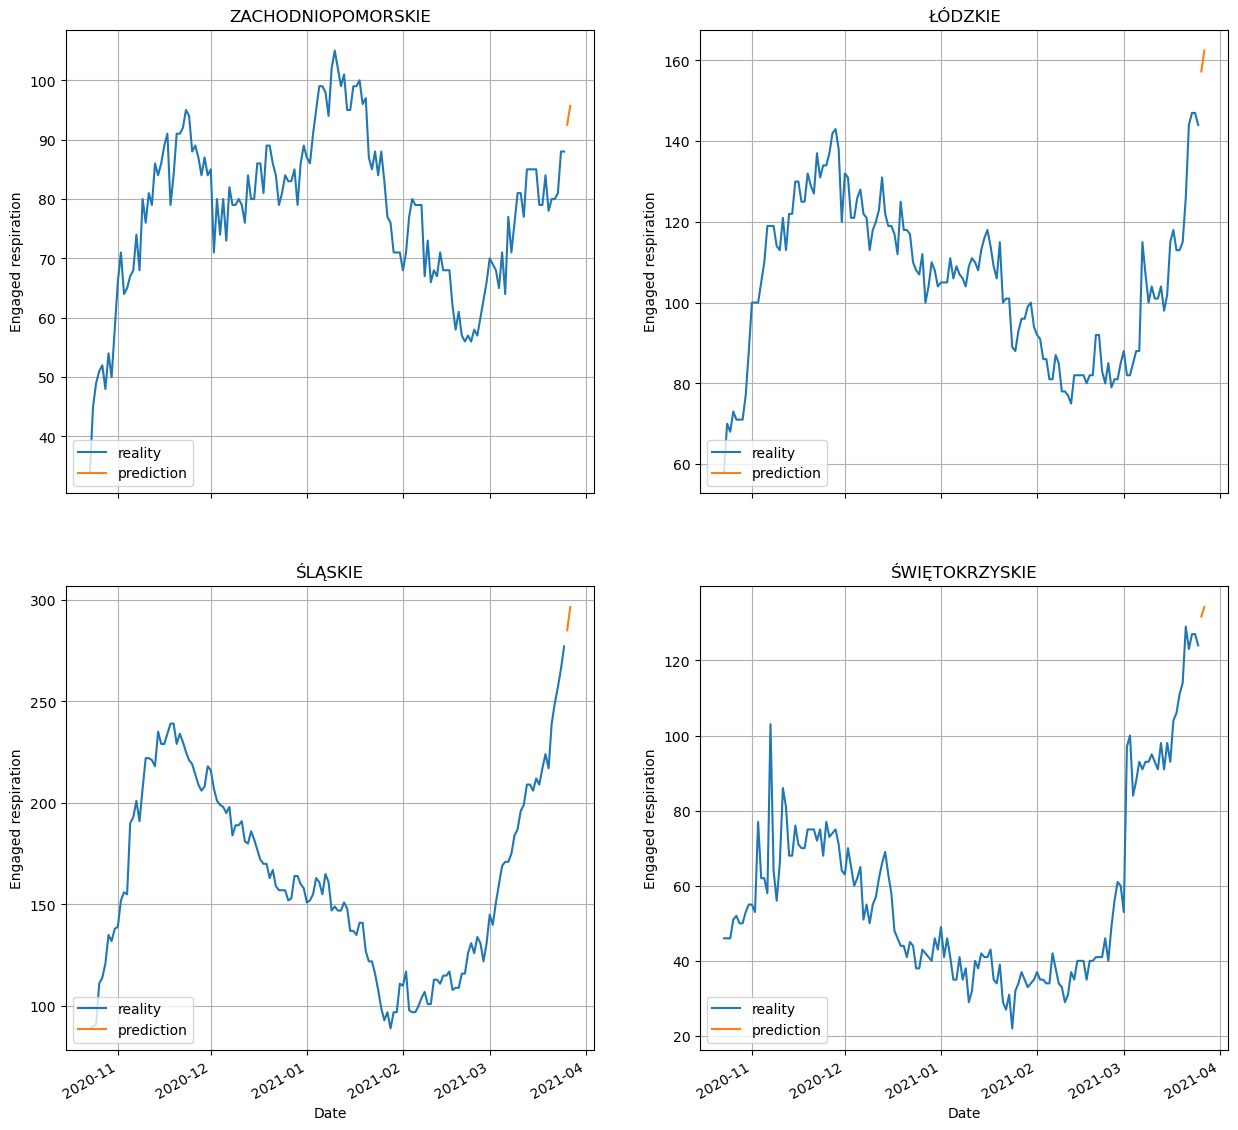 ZACHODNIOPOMORSKIE
Engaged respiration
100
90
80
70
60
50
40
reality
prediction
ŁÓDZKIE
Engaged respiration
160
140
120
100
80
60
reality
prediction
ŚLĄSKIE
Engaged respiration
300
250
200
150
100
reality
prediction
2020-11
2020-12
2021-01
2021-02
2021-03
2021-04
Date
ŚWIĘTOKRZYSKIE
Engaged respiration
120
100
80
60
40
20
reality
prediction
2020-11
2020-12
2021-01
2021-02
2021-03
2021-04
Date